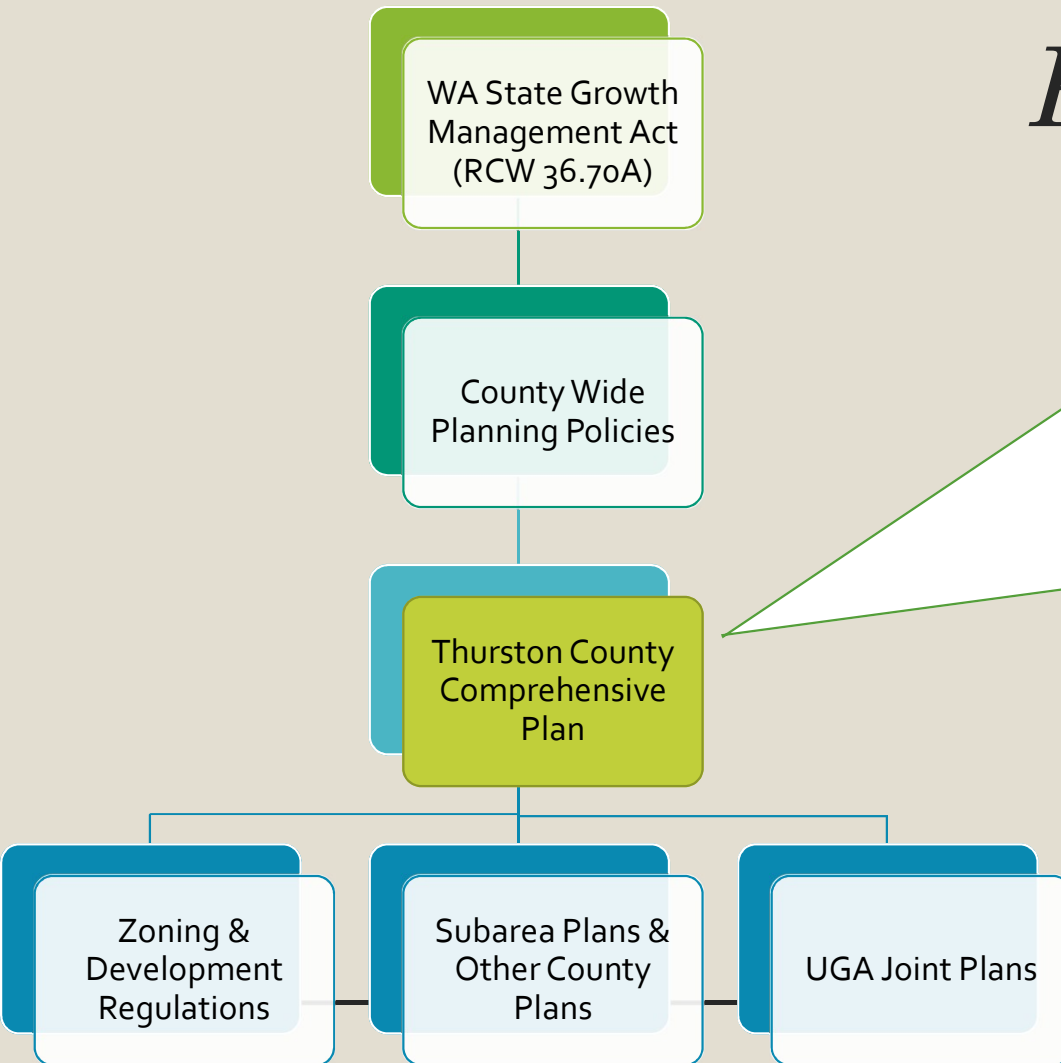 WA State Growth
Management Act
(RCW 36.70A)
County Wide
Planning Policies
Thurston County
Comprehensive
Plan
Zoning &
Development
Regulations
Subarea Plans &
Other County
Plans
UGA Joint Plans